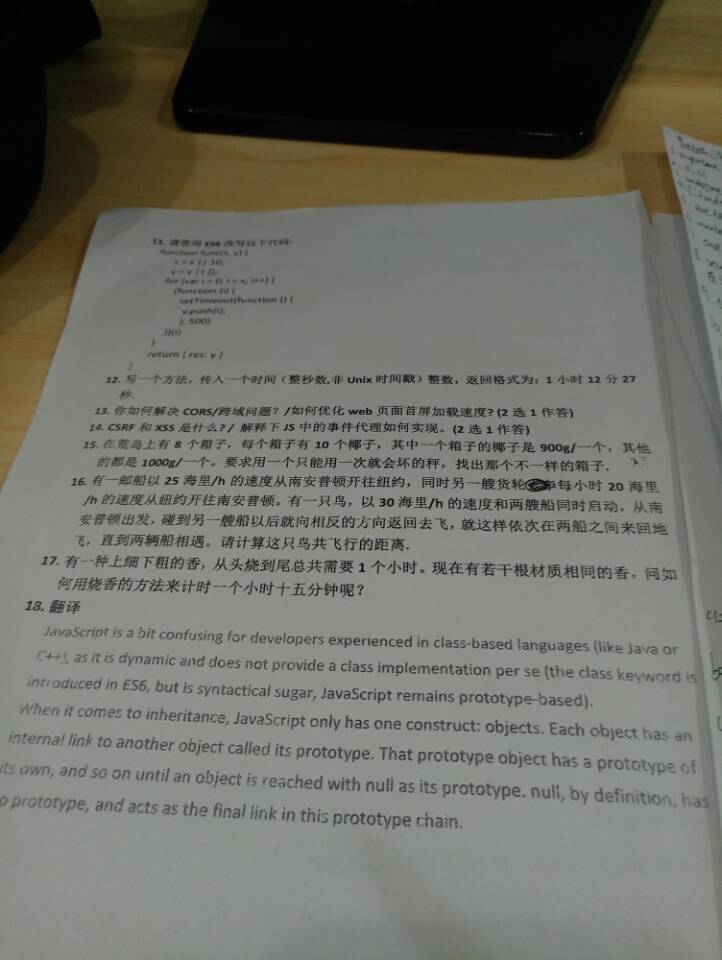 11. 请使用 ES6 改写以下代码:
function func(x, y) {
x = x || 10;
y = y || [];
for (var i = 0; i < x; i++) {
(function (i) {
setTimeout(function () {
y.push(i);
}, 500)
})(i)
}
return { res: y }
}
12. 写一个方法，传入一个时间（整秒数,非 Unix 时间戳）整数，返回格式为：1 小时 12 分 27
秒.
13. 你如何解决 CORS/跨域问题？/如何优化 web 页面首屏加载速度? (2 选 1 作答)
14. CSRF 和 XSS 是什么? / 解释下 JS 中的事件代理如何实现。(2 选 1 作答)
15. 在荒岛上有 8 个箱子，每个箱子有 10 个椰子，其中一个箱子的椰子是 900g/一个，其他
的都是 1000g/一个。要求用一个只能用一次就会坏的秤，找出那个不一样的箱子.
16. 有一邮船以 25 海里/h 的速度从南安普顿开往纽约，同时另一艘货轮每小时 20 海里
/h 的速度从纽约开往南安普顿。有一只鸟，以 30 海里/h 的速度和两艘船同时启动，从南
安普顿出发，碰到另一艘船以后就向相反的方向返回去飞，就这样依次在两船之间来回地
飞，直到两辆船相遇。请计算这只鸟共飞行的距离.
17. 有一种上细下粗的香，从头烧到尾总共需要 1 个小时。现在有若干根材质相同的香，问如
何用烧香的方法来计时一个小时十五分钟呢？
18. 翻译
JavaScript is a bit confusing for developers experienced in class-based languages (like Java or
C++), as it is dynamic and does not provide a class implementation per se (the class keyword is
introduced in ES6, but is syntactical sugar, JavaScript remains prototype-based).
When it comes to inheritance, JavaScript only has one construct: objects. Each object has an
internal link to another object called its prototype. That prototype object has a prototype of
its own, and so on until an object is reached with null as its prototype. null, by definition, has
o prototype, and acts as the final link in this prototype chain.